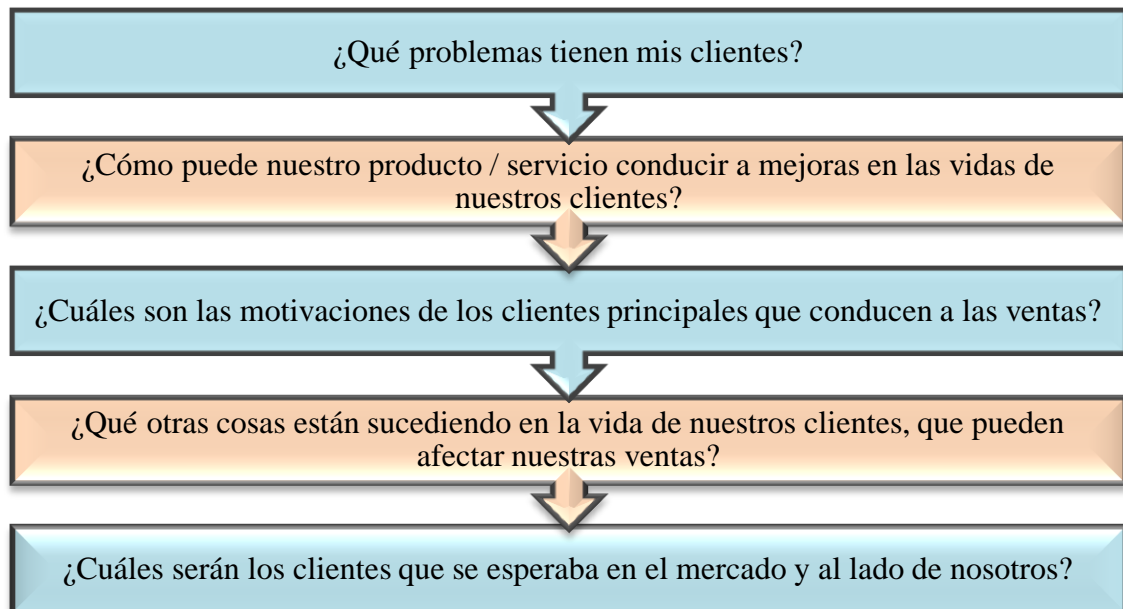 ¿Qué problemas tienen mis clientes?
¿Cómo puede nuestro producto / servicio conducir a mejoras en las vidas de
nuestros clientes?
¿Cuáles son las motivaciones de los clientes principales que conducen a las ventas?
¿Qué otras cosas están sucediendo en la vida de nuestros clientes, que pueden
afectar nuestras ventas?
¿Cuáles serán los clientes que se esperaba en el mercado y al lado de nosotros?